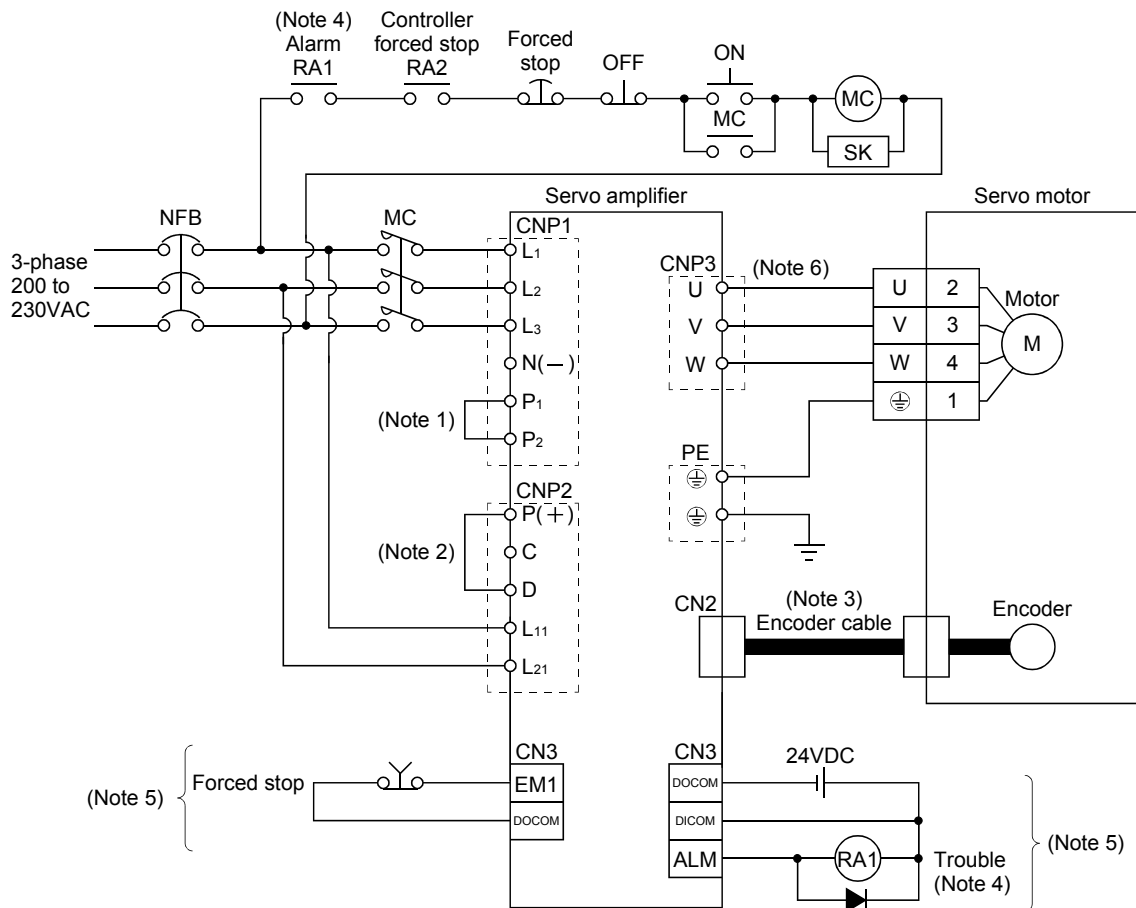 (Note 4)
Alarm
RA1
Controller
forced stop
RA2
Forced
stop
OFF
ON
MC
MC
SK
Servo amplifier
Servo motor
NFB
MC
CNP1
3-phase
200 to
230VAC
L1
L2
L3
N(—)
P1
P2
(Note 1)
CNP3
U
V
W
(Note 6)
U 2
V 3
W 4
1
Motor
M
PE
CNP2
P(+)
C
D
L11
L21
(Note 2)
CN2
(Note 3)
Encoder cable
Encoder
CN3
(Note 5)
Forced stop
EM1
DOCOM
CN3
24VDC
DOCOM
DICOM
ALM
RA1
Trouble
(Note 4)
(Note 5)